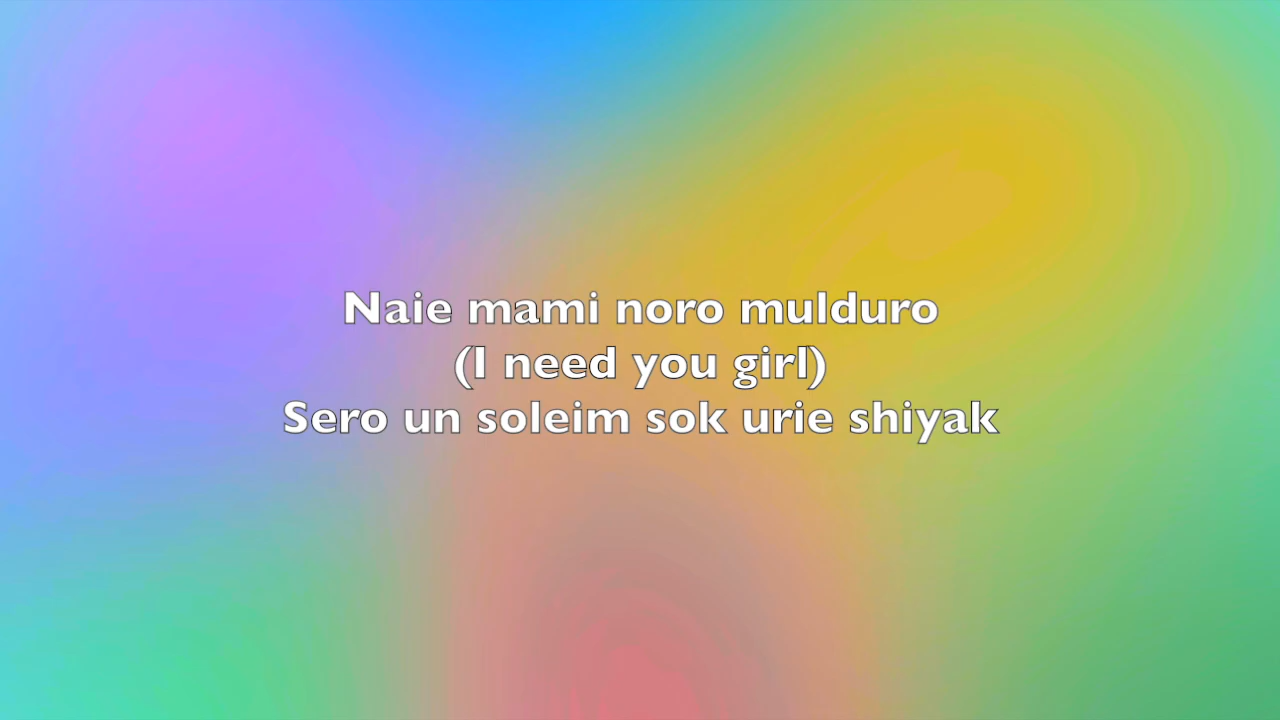 Naie mami noro mulduro
(I need you girl)
Sero un soleim sok urie shiyak